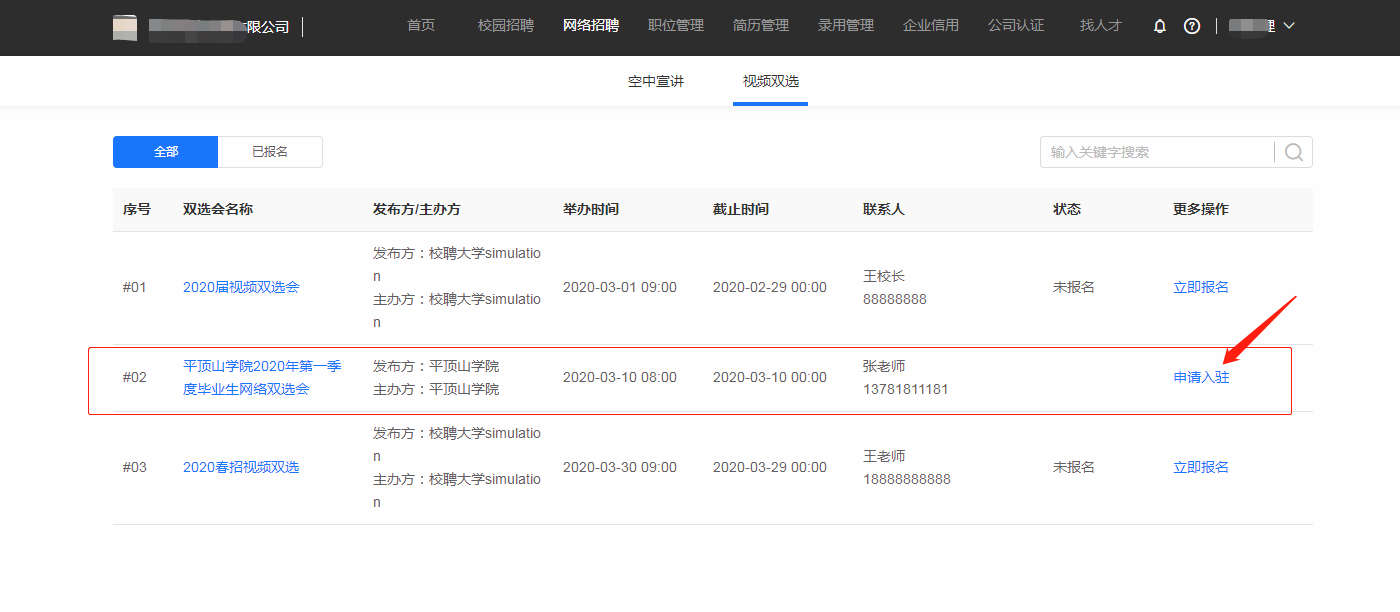 有限公司
首页 校园招聘 网络招聘 职位管理 简历管理 录用管理 企业信用 公司认证 找人才
空中宣讲 视频双选
全部 已报名 输入关键字搜索
序号 双选会名称 发布方/主办方 举办时间 截止时间 联系人 状态 更多操作
#01 2020届视频双选会 发布方：校聘大学simulatio
n
主办方：校聘大学simulatio
n
2020-03-01 09:00 2020-02-29 00:00 王校长
88888888
未报名 立即报名
#02 平顶山学院2020年第一季
度毕业生网络双选会
发布方：平顶山学院
主办方：平顶山学院
2020-03-10 08:00 2020-03-10 00:00 张老师
13781811181
申请入驻
#03 2020春招视频双选 发布方：校聘大学simulatio
n
主办方：校聘大学simulatio
n
2020-03-30 09:00 2020-03-29 00:00 王老师
18888888888
未报名 立即报名